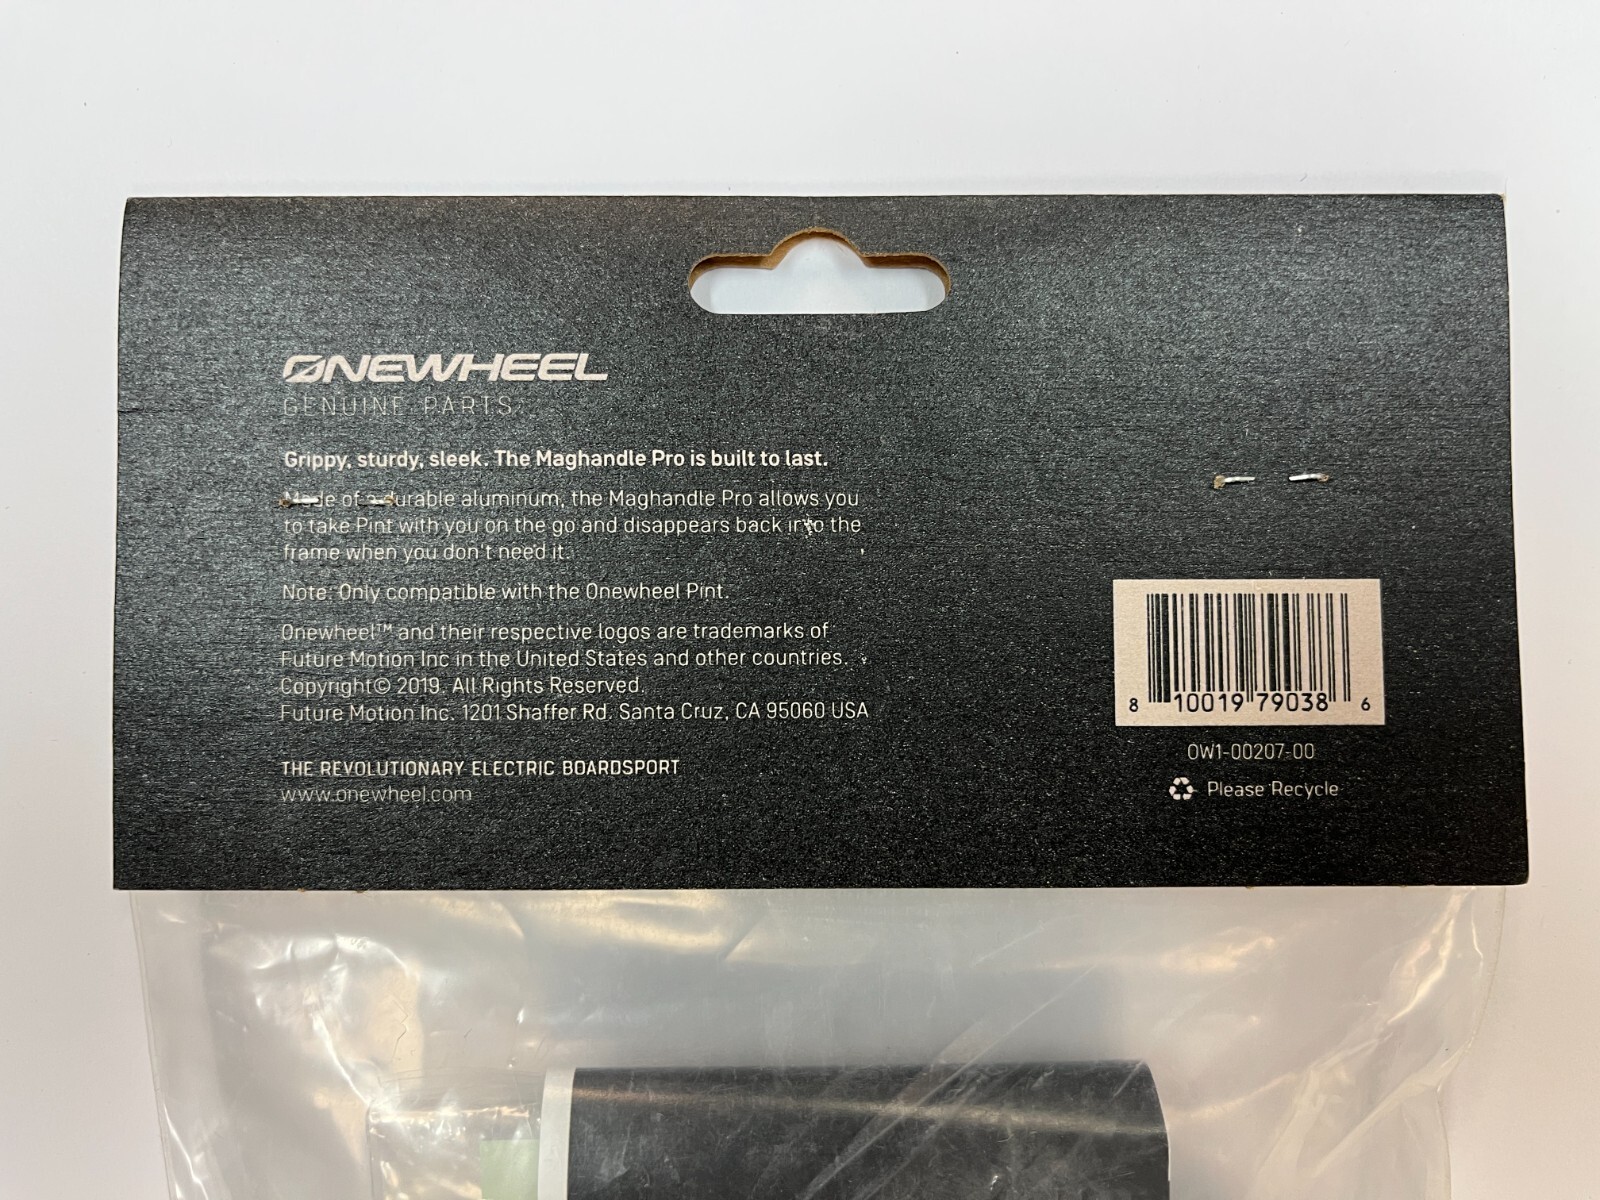 ONEWHEEL
GENUINE PARTS
Grippy, sturdy, sleek. The Maghandle Pro is built to last.
Made of a durable aluminum, the Maghandle Pro allows you
to take Pint with you on the go and disappears back into the
frame when you don't need it.
Note: Only compatible with the Onewheel Pint.
Onewheel™ and their respective logos are trademarks of
Future Motion Inc in the United States and other countries.
Copyright© 2019. All Rights Reserved.
Future Motion Inc. 1201 Shaffer Rd. Santa Cruz, CA 95060 USA
THE REVOLUTIONARY ELECTRIC BOARDSPORT
www.onewheel.com
8 10019 79038 6
OW1-00207-00
Please Recycle